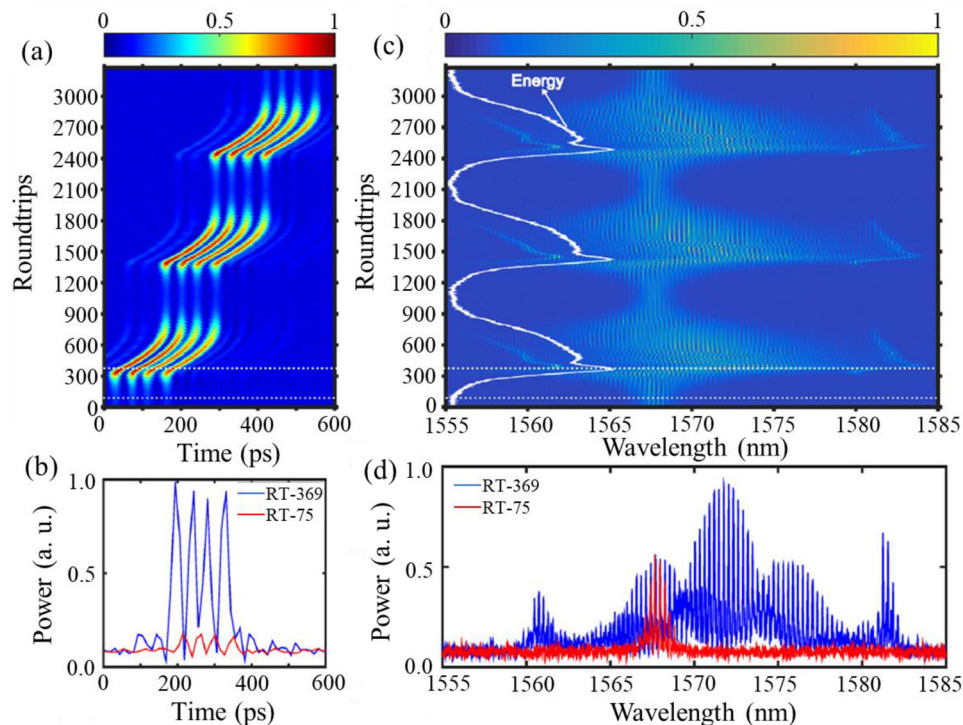 0 0.5 1
(a)
Roundtrips
3000
2700
2400
2100
1800
1500
1200
900
600
300
0
0 200 400 600
Time (ps)
0 0.5 1
(c)
Energy
Roundtrips
3000
2700
2400
2100
1800
1500
1200
900
600
300
0
1555 1560 1565 1570 1575 1580 1585
Wavelength (nm)
(b)
Power (a. u.)
1.0
0.5
0.0
RT-369
RT-75
0 200 400 600
Time (ps)
(d)
Power (a. u.)
1.0
0.5
0.0
RT-369
RT-75
1555 1560 1565 1570 1575 1580 1585
Wavelength (nm)